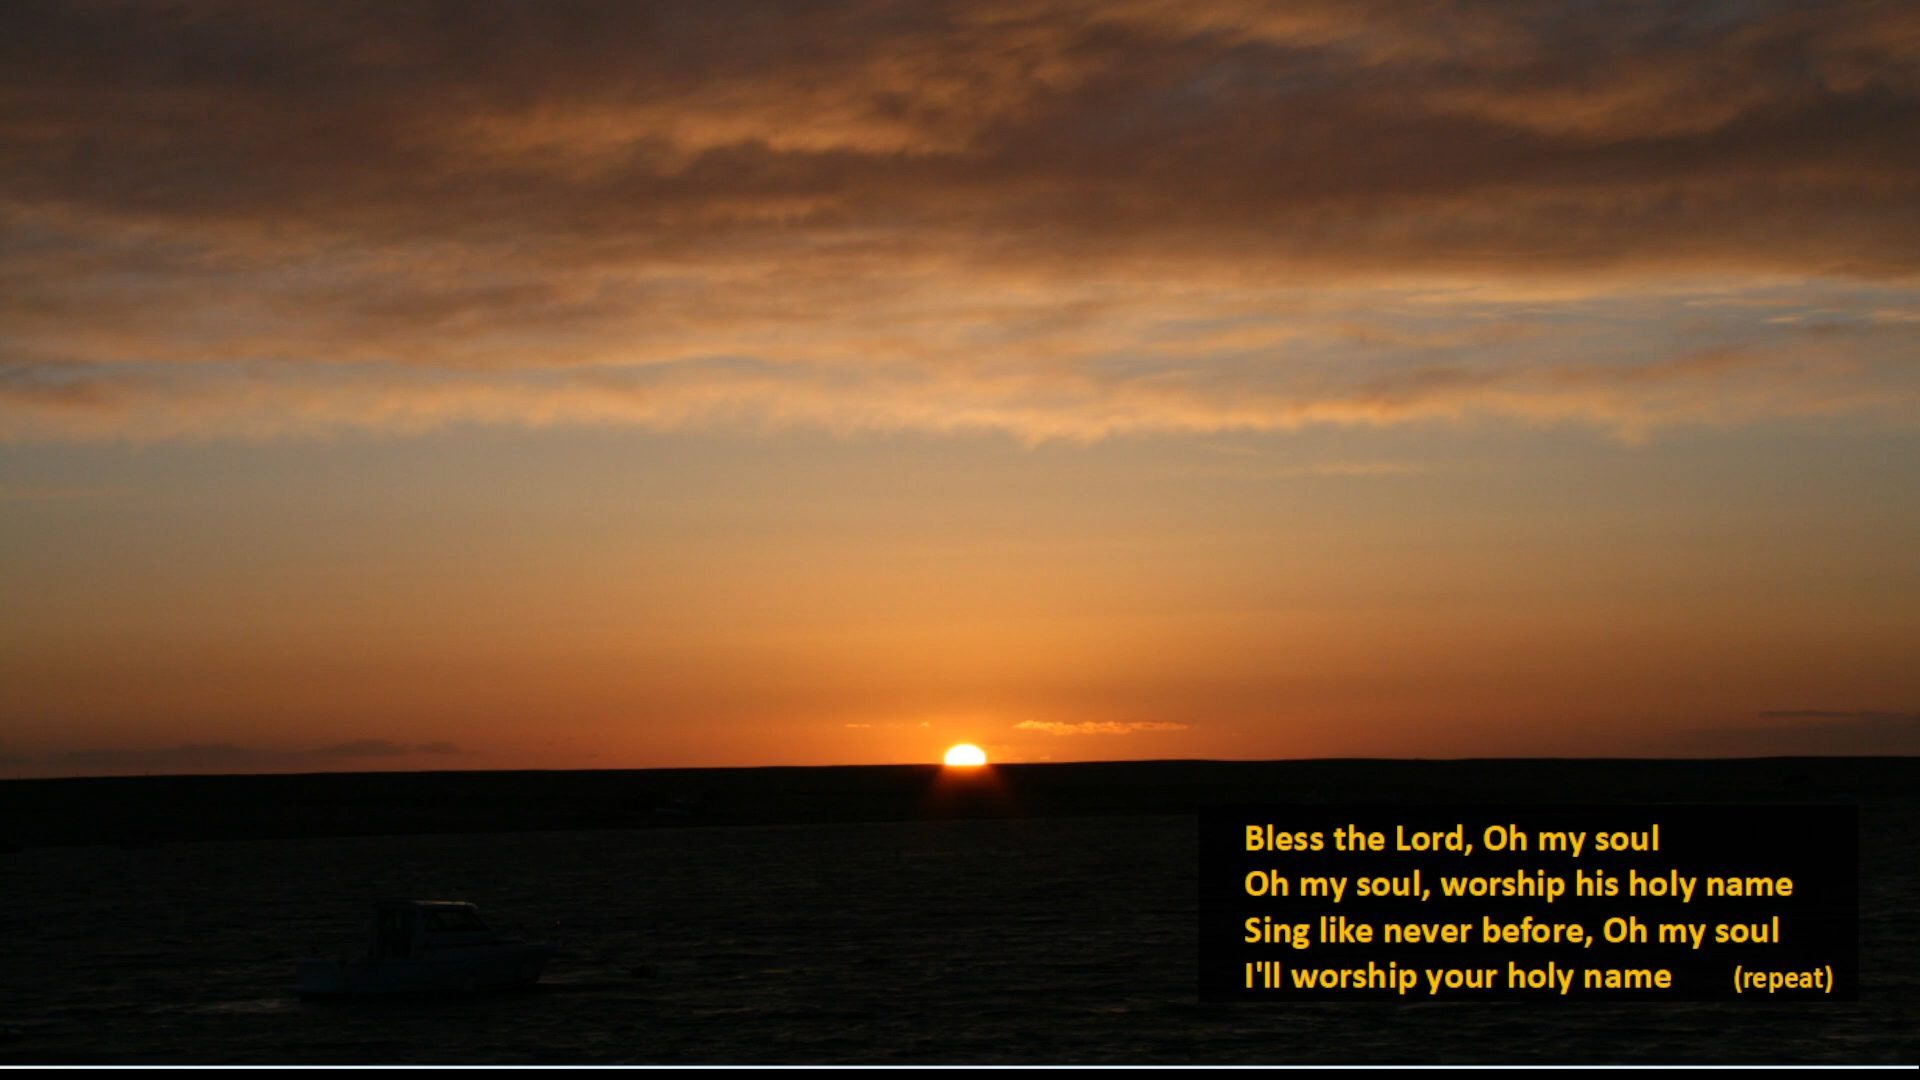 Bless the Lord, Oh my soul
Oh my soul, worship his holy name
Sing like never before, Oh my soul
I'll worship your holy name (repeat)